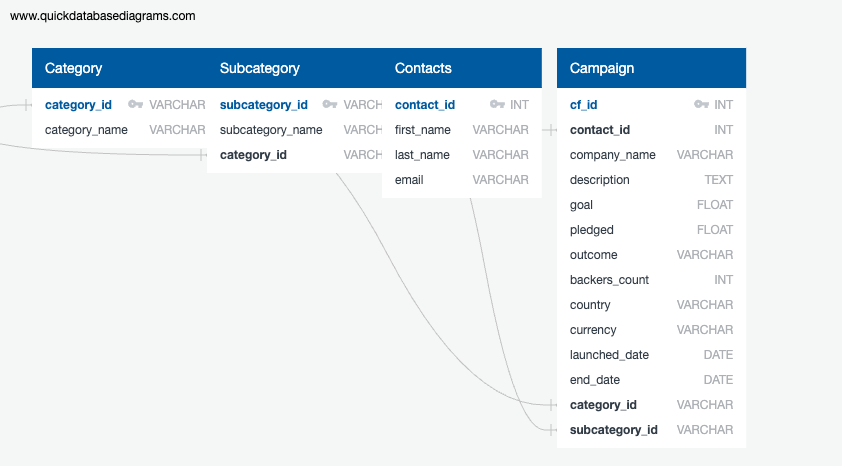 www.quickdatabasediagrams.com
Category
category_id VARCHAR
category_name VARCHAR
Subcategory
subcategory_id VARCH
subcategory_name VARCH
category_id VARCH
Contacts
contact_id INT
first_name VARCHAR
last_name VARCHAR
email VARCHAR
Campaign
cf_id INT
contact_id INT
company_name VARCHAR
description TEXT
goal FLOAT
pledged FLOAT
outcome VARCHAR
backers_count INT
country VARCHAR
currency VARCHAR
launched_date DATE
end_date DATE
category_id VARCHAR
subcategory_id VARCHAR